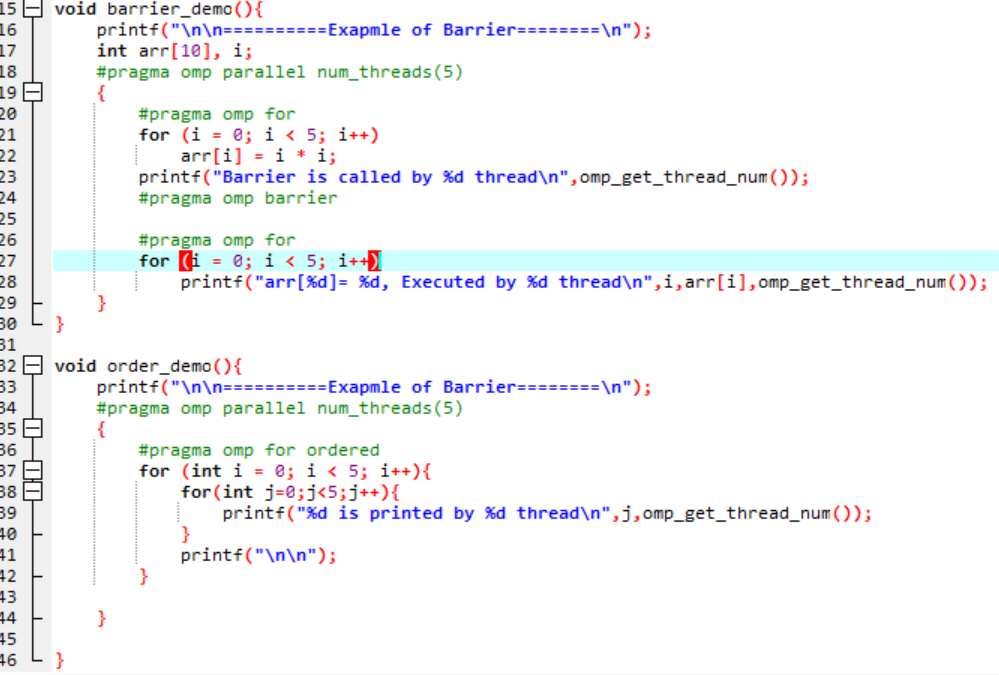 15 void barrier_demo(){
16 printf("\n\n==========Exapmle of Barrier========\n");
17 int arr[10], i;
18 #pragma omp parallel num_threads(5)
19 {
20 #pragma omp for
21 for (i = 0; i < 5; i++)
22 arr[i] = i * i;
23 printf("Barrier is called by %d thread\n",omp_get_thread_num());
24 #pragma omp barrier
25
26 #pragma omp for
27 for (i = 0; i < 5; i++)
28 printf("arr[%d]= %d, Executed by %d thread\n",i,arr[i],omp_get_thread_num());
29 }
30 }
31
32 void order_demo(){
33 printf("\n\n==========Exapmle of Barrier========\n");
34 #pragma omp parallel num_threads(5)
35 {
36 #pragma omp for ordered
37 for (int i = 0; i < 5; i++){
38 for(int j=0;j<5;j++){
39 printf("%d is printed by %d thread\n",j,omp_get_thread_num());
40 }
41 printf("\n\n");
42 }
43
44 }
45
46 }